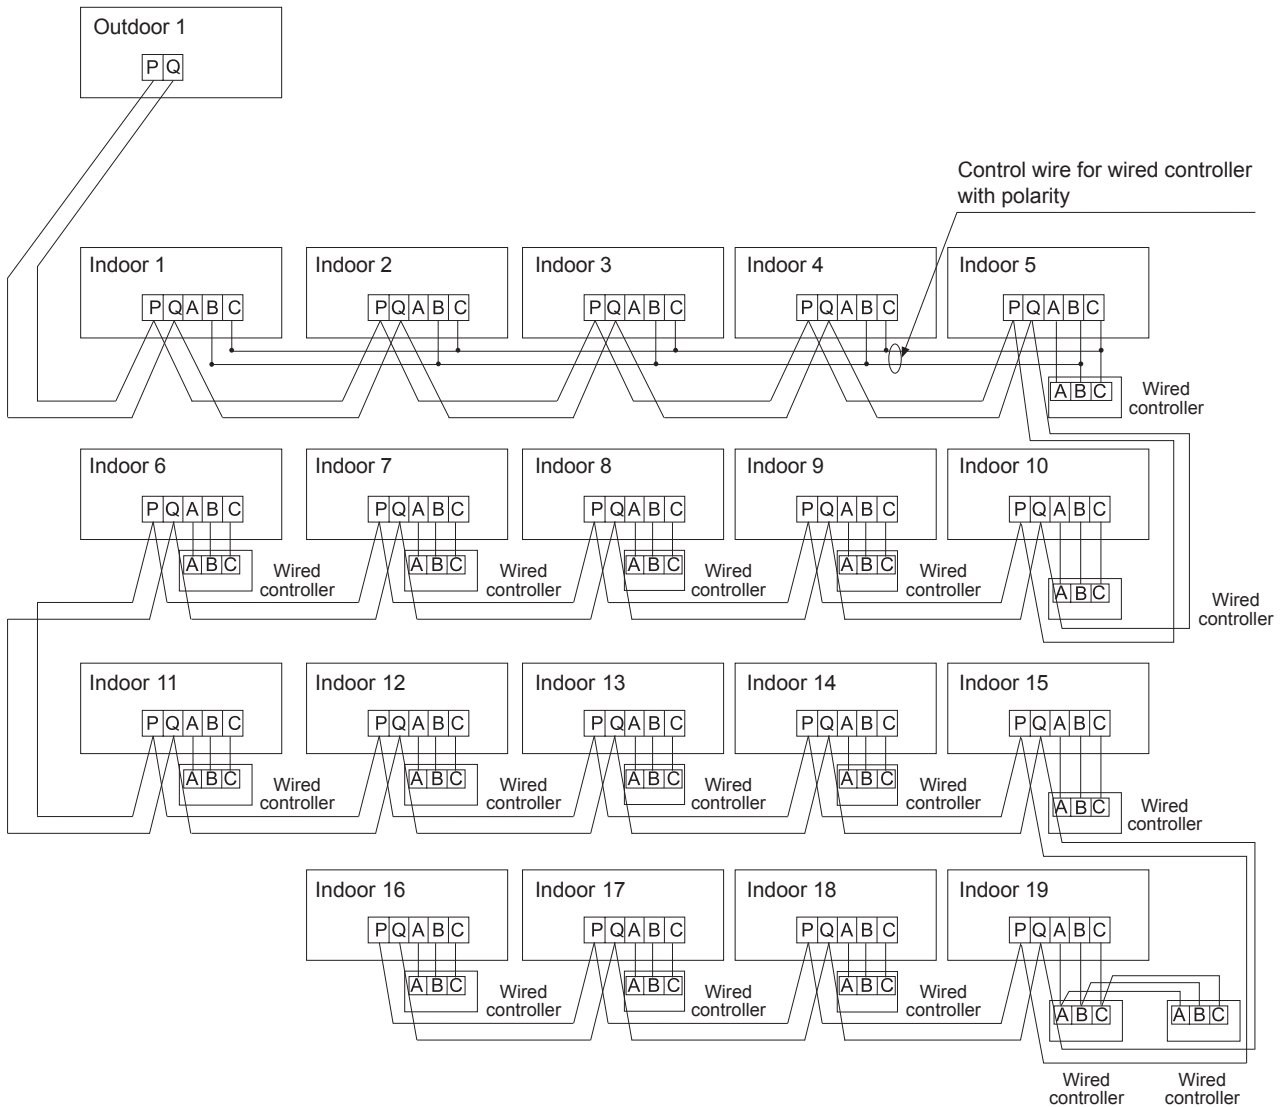 Outdoor 1
P Q
Control wire for wired controller
with polarity
Indoor 1
P Q A B C
Indoor 2
P Q A B C
Indoor 3
P Q A B C
Indoor 4
P Q A B C
Indoor 5
P Q A B C
A B C
Wired
controller
Indoor 6
P Q A B C
A B C
Wired
controller
Indoor 7
P Q A B C
A B C
Wired
controller
Indoor 8
P Q A B C
A B C
Wired
controller
Indoor 9
P Q A B C
A B C
Wired
controller
Indoor 10
P Q A B C
A B C
Wired
controller
Indoor 11
P Q A B C
A B C
Wired
controller
Indoor 12
P Q A B C
A B C
Wired
controller
Indoor 13
P Q A B C
A B C
Wired
controller
Indoor 14
P Q A B C
A B C
Wired
controller
Indoor 15
P Q A B C
A B C
Wired
controller
Indoor 16
P Q A B C
A B C
Wired
controller
Indoor 17
P Q A B C
A B C
Wired
controller
Indoor 18
P Q A B C
A B C
Wired
controller
Indoor 19
P Q A B C
A B C
Wired
controller
A B C
Wired
controller